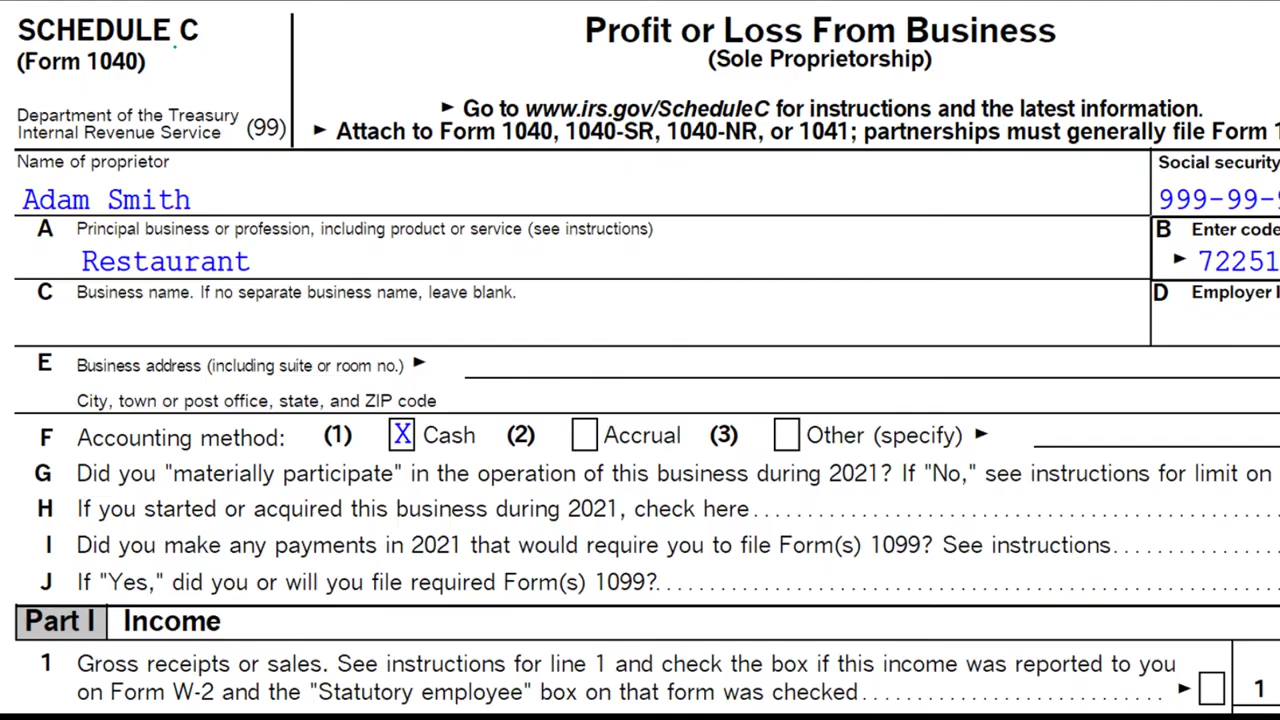 SCHEDULE C
(Form 1040)
Department of the Treasury
Internal Revenue Service (99)
Profit or Loss From Business
(Sole Proprietorship)
► Go to www.irs.gov/ScheduleC for instructions and the latest information.
► Attach to Form 1040, 1040-SR, 1040-NR, or 1041; partnerships must generally file Form 1
Name of proprietor
Adam Smith
Social security
999-99-9
A Principal business or profession, including product or service (see instructions)
Restaurant
B Enter code
► 72251
C Business name. If no separate business name, leave blank.
D Employer I
E Business address (including suite or room no.) ►
City, town or post office, state, and ZIP code
F Accounting method: (1) X Cash (2) Accrual (3) Other (specify) ►
G Did you "materially participate" in the operation of this business during 2021? If "No," see instructions for limit on
H If you started or acquired this business during 2021, check here
I Did you make any payments in 2021 that would require you to file Form(s) 1099? See instructions
J If "Yes," did you or will you file required Form(s) 1099?
Part I Income
1 Gross receipts or sales. See instructions for line 1 and check the box if this income was reported to you
on Form W-2 and the "Statutory employee" box on that form was checked ► 1